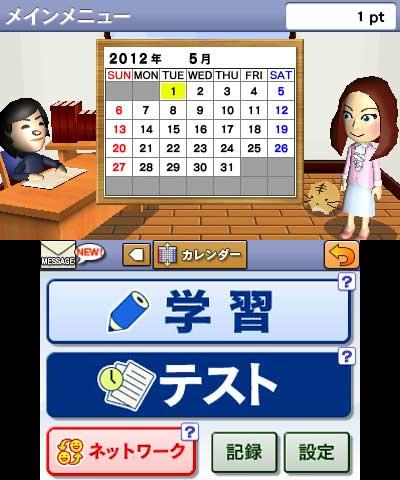 メインメニュー
1 pt
2012年 5月
SUN MON TUE WED THU FRI SAT
1 2 3 4 5
6 7 8 9 10 11 12
13 14 15 16 17 18 19
20 21 22 23 24 25 26
27 28 29 30 31
MESSAGE NEW! カレンダー
?
学習
?
テスト
?
ネットワーク 記録 設定